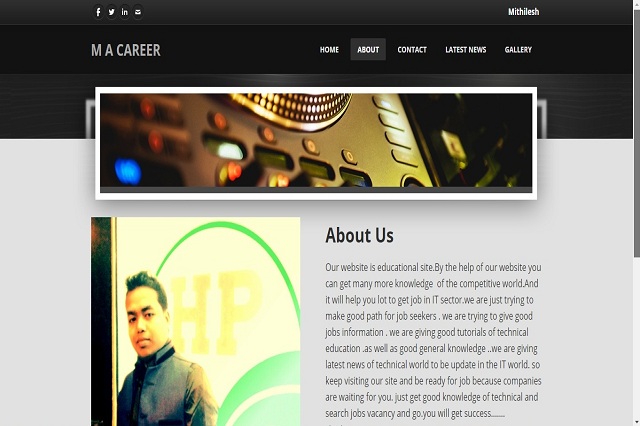 Mithilesh
M A CAREER
HOME ABOUT CONTACT LATEST NEWS GALLERY
HP
About Us
Our website is educational site.By the help of our website you
can get many more knowledge of the competitive world.And
it will help you lot to get job in IT sector.we are just trying to
make good path for job seekers . we are trying to give good
jobs information . we are giving good tutorials of technical
education .as well as good general knowledge ..we are giving
latest news of technical world to be update in the IT world. so
keep visiting our site and be ready for job because companies
are waiting for you. just get good knowledge of technical and
search jobs vacancy and go.you will get success.......